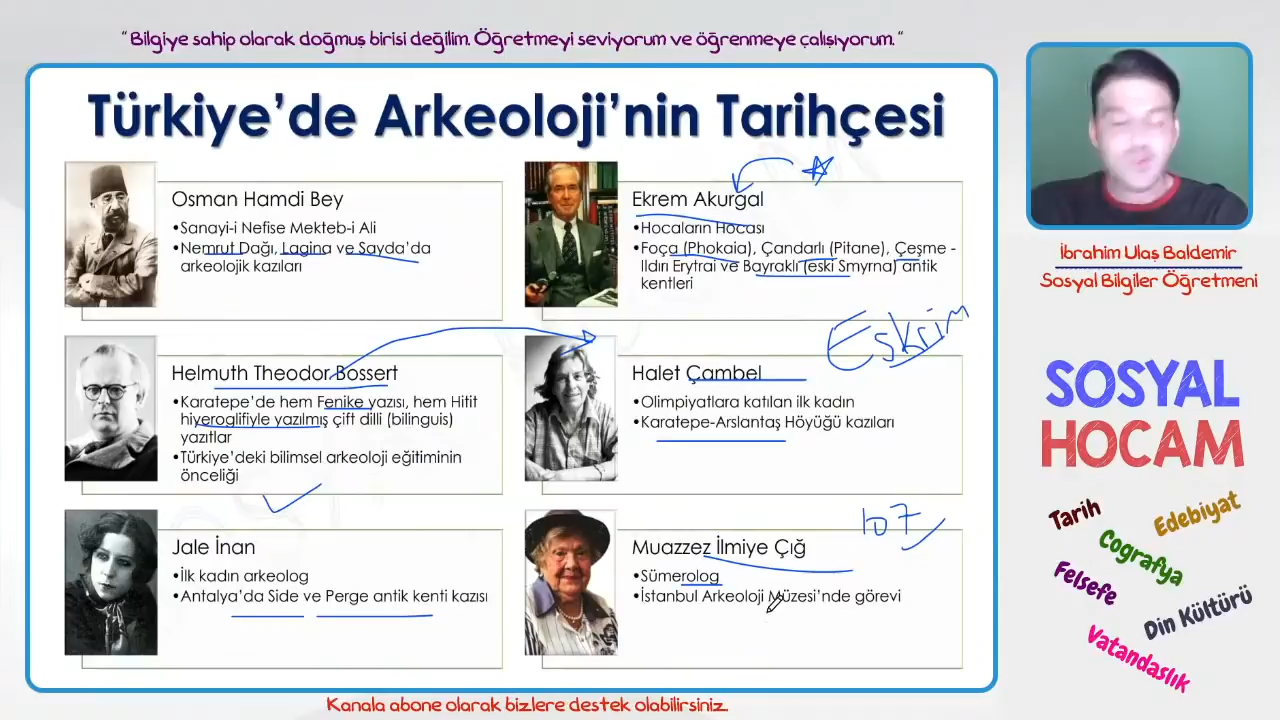 “Bilgiye sahip olarak doğmuş birisi değilim. Öğretmeyi seviyorum ve öğrenmeye çalışıyorum.“
Türkiye’de Arkeoloji’nin Tarihçesi
Osman Hamdi Bey
•Sanayi-i Nefise Mekteb-i Ali
•Nemrut Dağı, Lagina ve Sayda’da
arkeolojik kazıları
Ekrem Akurgal
•Hocaların Hocası
•Foça (Phokaia), Çandarlı (Pitane), Çeşme -
Ildırı Erytrai ve Bayraklı (eski Smyrna) antik
kentleri
Helmuth Theodor Bossert
•Karatepe’de hem Fenike yazısı, hem Hitit
hiyeroglifiyle yazılmış çift dilli (bilinguis)
yazıtlar
•Türkiye’deki bilimsel arkeoloji eğitiminin
önceliği
Eskrim
Halet Çambel
•Olimpiyatlara katılan ilk kadın
•Karatepe-Arslantaş Höyüğü kazıları
Jale İnan
•İlk kadın arkeolog
•Antalya’da Side ve Perge antik kenti kazısı
107
Muazzez İlmiye Çığ
•Sümerolog
•İstanbul Arkeoloji Müzesi’nde görevi
İbrahim Ulaş Baldemir
Sosyal Bilgiler Öğretmeni
SOSYAL
HOCAM
Tarih
Edebiyat
Coğrafya
Felsefe
Din Kültürü
Vatandaşlık
Kanala abone olarak bizlere destek olabilirsiniz.